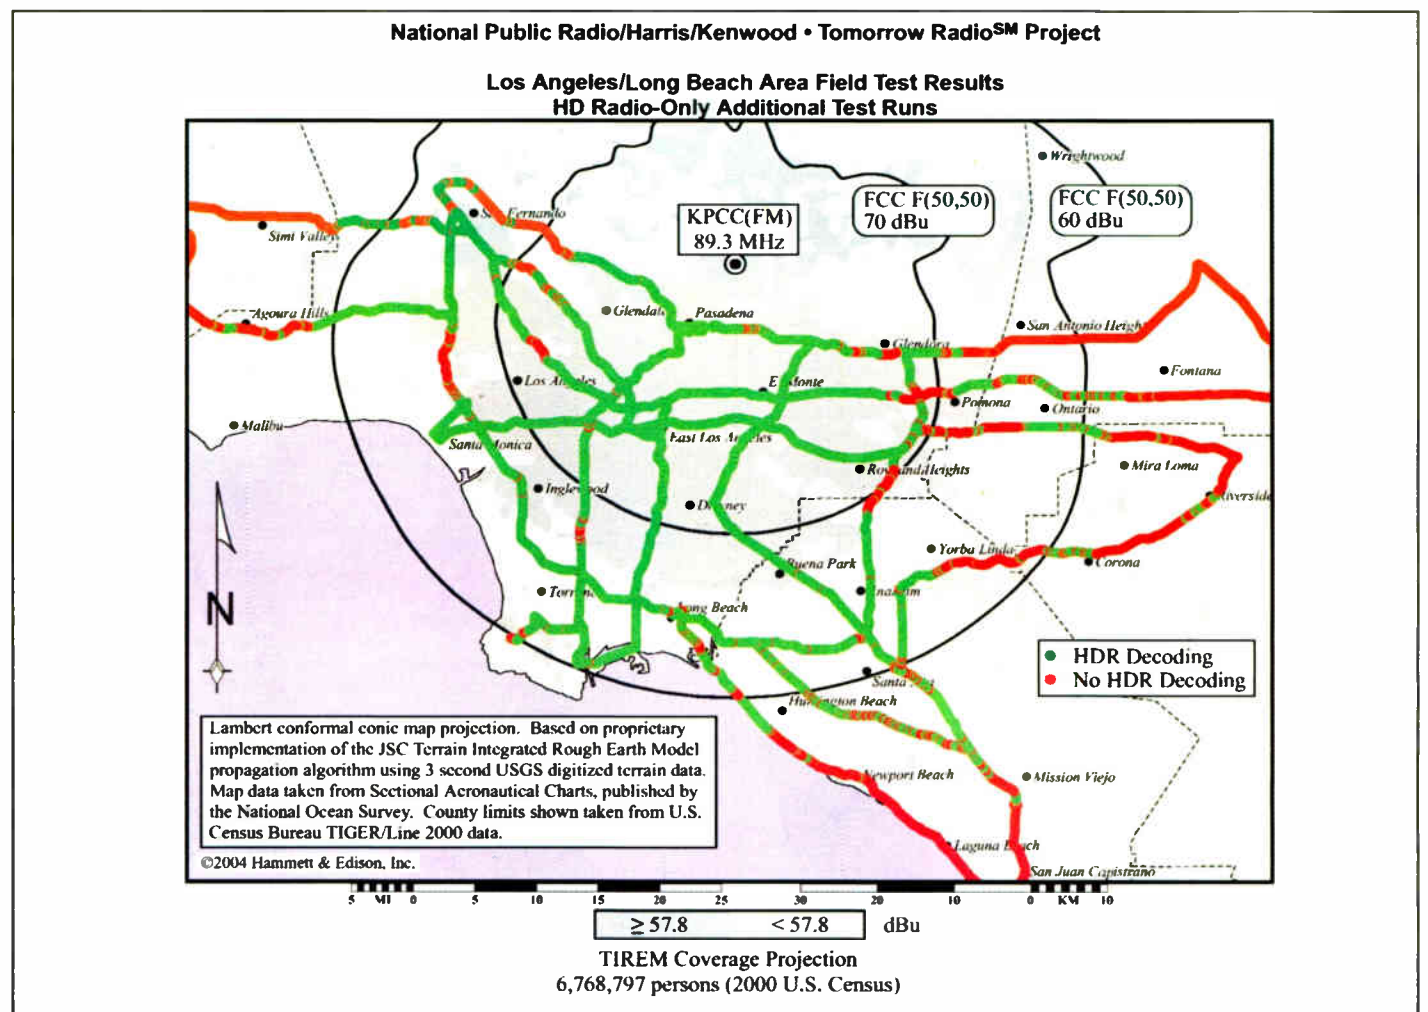 National Public Radio/Harris/Kenwood • Tomorrow Radio℠ Project
Los Angeles/Long Beach Area Field Test Results
HD Radio-Only Additional Test Runs
Wrightwood
FCC F(50,50)
70 dBu
FCC F(50,50)
60 dBu
KPCC(FM)
89.3 MHz
Fernando
Simi Valley
Agoura Hills
Glendale
Pasadena
San Antonio Heigh
Glendora
Fontana
Los Angeles
El Monte
Pomona
Ontario
Malibu
Santa Monica
East Los Angeles
Rowland Heights
Mira Loma
Riverside
Inglewood
Downey
Yorba Linda
Corona
Buena Park
Anaheim
Torrance
Long Beach
N
HDR Decoding
No HDR Decoding
Santa Ana
Huntington Beach
Newport Beach
Mission Viejo
Laguna Beach
San Juan Capistrano
Lambert conformal conic map projection. Based on proprietary
implementation of the JSC Terrain Integrated Rough Earth Model
propagation algorithm using 3 second USGS digitized terrain data.
Map data taken from Sectional Aeronautical Charts, published by
the National Ocean Survey. County limits shown taken from U.S.
Census Bureau TIGER/Line 2000 data.
©2004 Hammett & Edison, Inc.
5 MI 0 5 10 15 20 25 30 20 10 0 KM 10
≥ 57.8 < 57.8 dBu
TIREM Coverage Projection
6,768,797 persons (2000 U.S. Census)